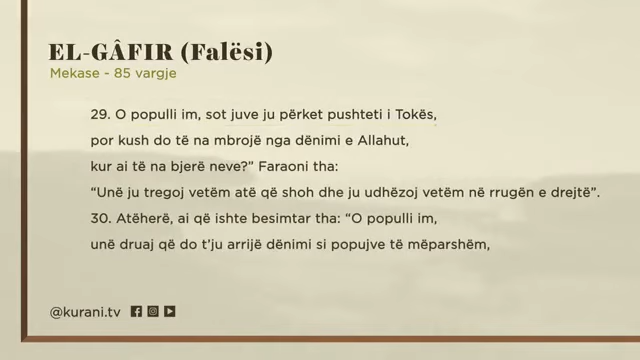 EL-GÂFIR (Falësi)
Mekase - 85 vargje
29. O populli im, sot juve ju përket pushteti i Tokës,
por kush do të na mbrojë nga dënimi e Allahut,
kur ai të na bjerë neve?” Faraoni tha:
“Unë ju tregoj vetëm atë që shoh dhe ju udhëzoj vetëm në rrugën e drejtë”.
30. Atëherë, ai që ishte besimtar tha: “O populli im,
unë druaj që do t’ju arrijë dënimi si popujve të mëparshëm,
@kurani.tv